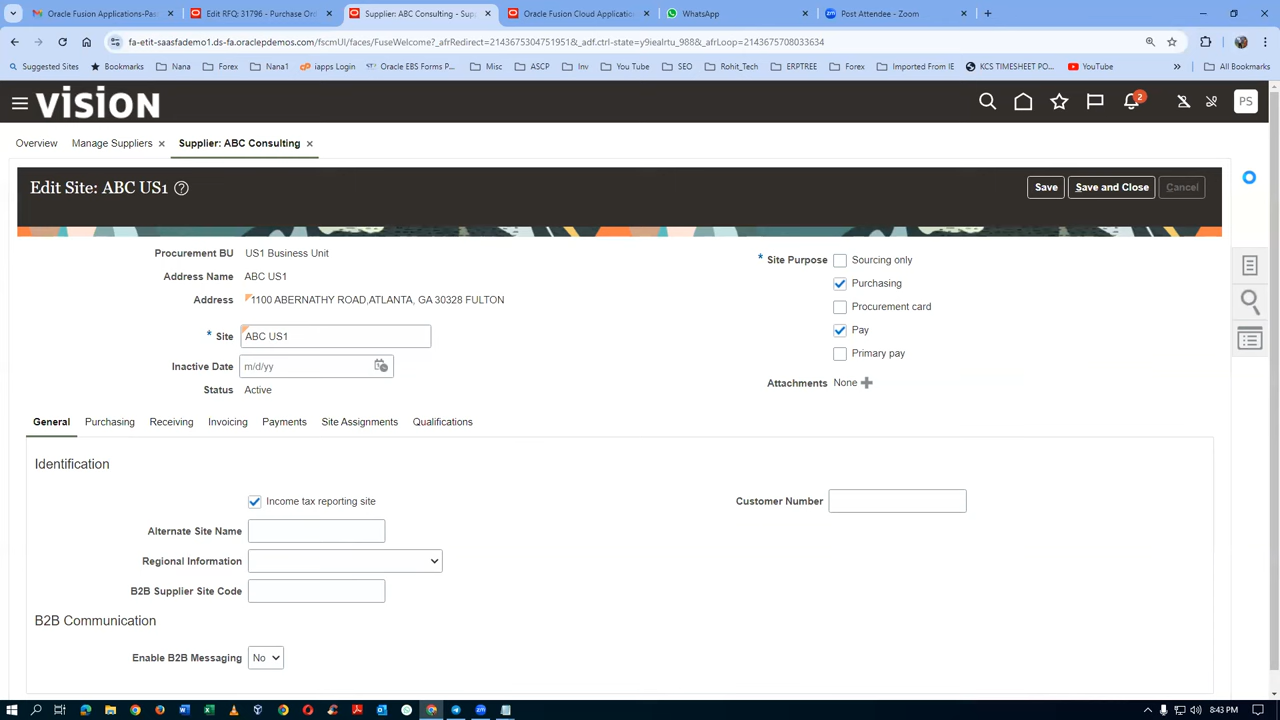 Oracle Fusion Applications-Pas
Edit RFQ: 31796 - Purchase Or
Supplier: ABC Consulting - Sup
Oracle Fusion Cloud Application
WhatsApp
Post Attendee - Zoom
fa-etit-saasfademo1.ds-fa.oraclepdemos.com/fscmUI/faces/FuseWelcome?_afrRedirect=2143675304751951&_adf.ctrl-state=y9iealrtu_988&_afrLoop=2143675708033634
Suggested Sites
Bookmarks
Nana
Forex
Nana1
iapps Login
Oracle EBS Forms P...
Misc
ASCP
Inv
You Tube
SEO
Rohit_Tech
ERPTREE
Forex
Imported From IE
KCS TIMESHEET PO...
YouTube
All Bookmarks
VISION
2
PS
Overview
Manage Suppliers
Supplier: ABC Consulting
Edit Site: ABC US1
Save
Save and Close
Cancel
Procurement BU US1 Business Unit
Address Name ABC US1
Address 1100 ABERNATHY ROAD,ATLANTA, GA 30328 FULTON
* Site ABC US1
Inactive Date m/d/yy
Status Active
* Site Purpose Sourcing only
Purchasing
Procurement card
Pay
Primary pay
Attachments None
General
Purchasing
Receiving
Invoicing
Payments
Site Assignments
Qualifications
Identification
Income tax reporting site
Customer Number
Alternate Site Name
Regional Information
B2B Supplier Site Code
B2B Communication
Enable B2B Messaging No
8:43 PM